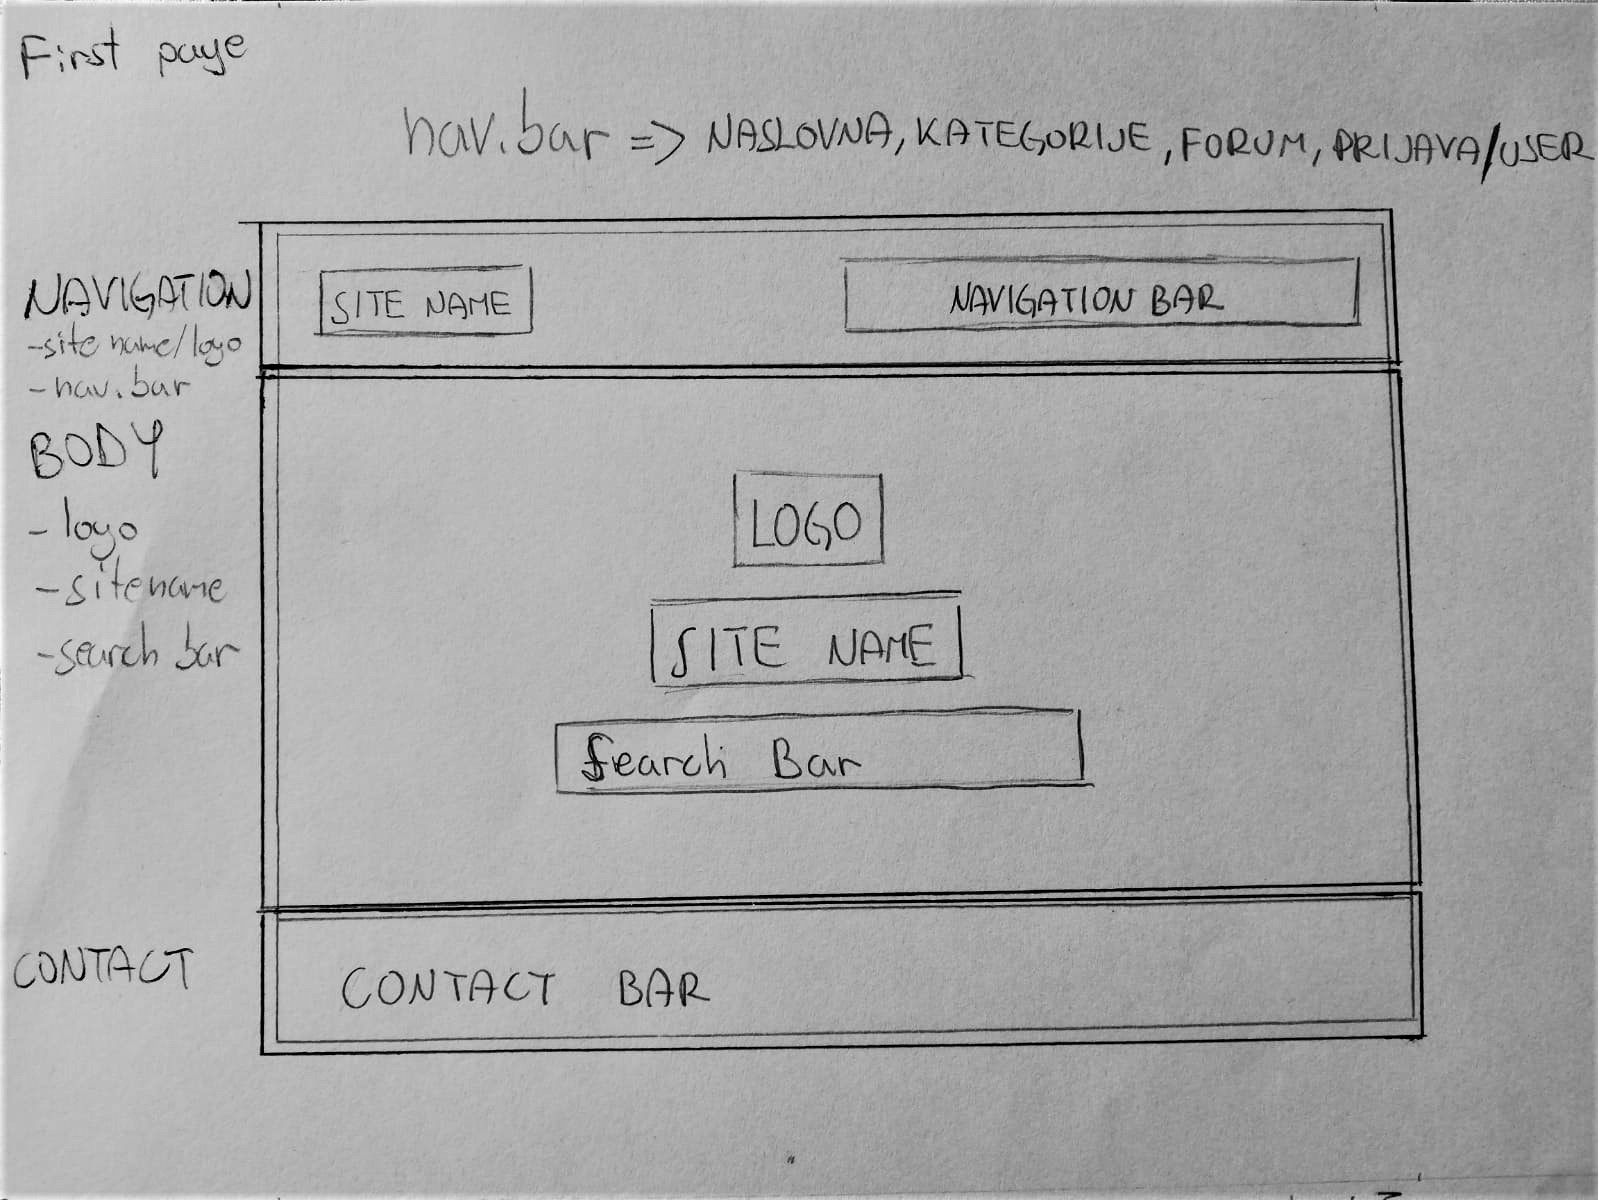 First page
nav.bar => NASLOVNA, KATEGORIJE, FORUM, PRIJAVA/USER
NAVIGATION
-site name/logo
-nav.bar
BODY
- logo
-sitename
-search bar
CONTACT
SITE NAME
NAVIGATION BAR
LOGO
SITE NAME
Search Bar
CONTACT BAR